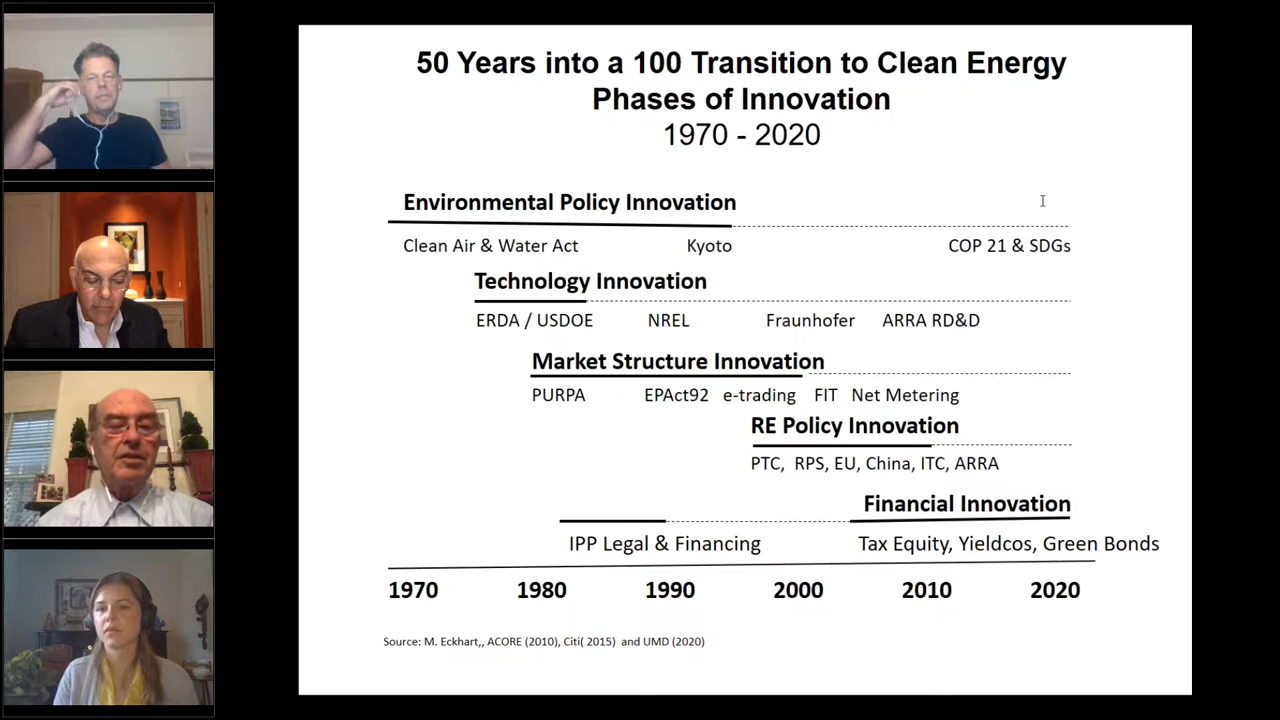 50 Years into a 100 Transition to Clean Energy
Phases of Innovation
1970 - 2020
Environmental Policy Innovation
Clean Air & Water Act Kyoto COP 21 & SDGs
Technology Innovation
ERDA / USDOE NREL Fraunhofer ARRA RD&D
Market Structure Innovation
PURPA EPAct92 e-trading FIT Net Metering
RE Policy Innovation
PTC, RPS, EU, China, ITC, ARRA
Financial Innovation
IPP Legal & Financing Tax Equity, Yieldcos, Green Bonds
1970 1980 1990 2000 2010 2020
Source: M. Eckhart,, ACORE (2010), Citi( 2015) and UMD (2020)